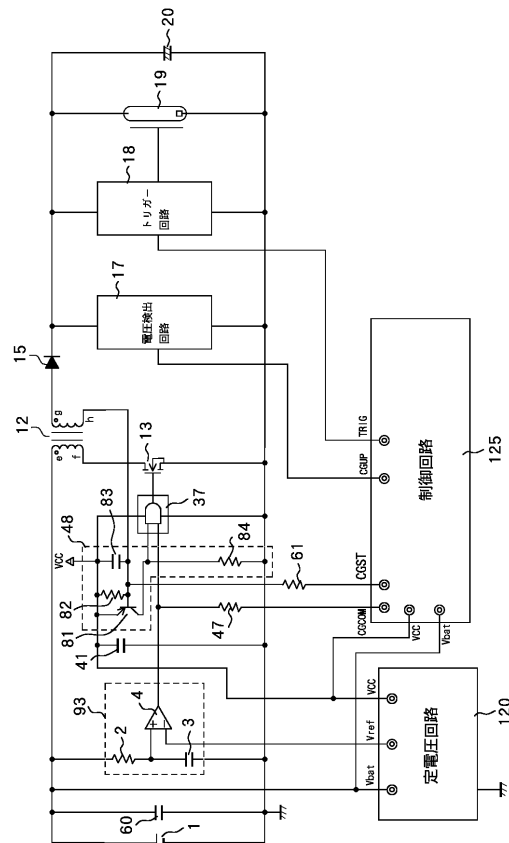 20
19
18
トリガー
回路
17
電圧検出
回路
15
12
e
f
g
h
13
37
48
83
84
VCC
82
81
41
61
47
93
4
2
3
+
−
60
1
TRIG
CGUP
CGST
CGCOM
VCC
Vbat
制御回路
125
VCC
Vref
Vbat
定電圧回路
120